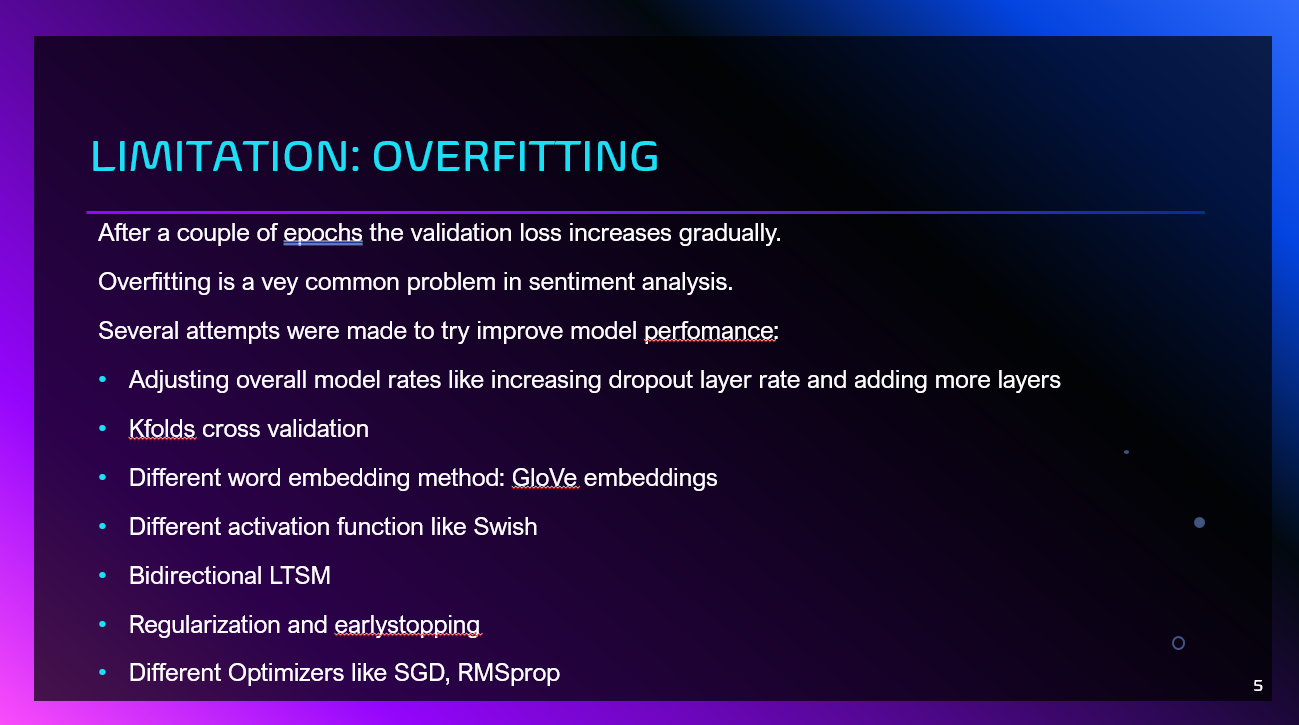 LIMITATION: OVERFITTING
After a couple of epochs the validation loss increases gradually.
Overfitting is a vey common problem in sentiment analysis.
Several attempts were made to try improve model perfomance:
• Adjusting overall model rates like increasing dropout layer rate and adding more layers
• Kfolds cross validation
• Different word embedding method: GloVe embeddings
• Different activation function like Swish
• Bidirectional LTSM
• Regularization and earlystopping
• Different Optimizers like SGD, RMSprop
5